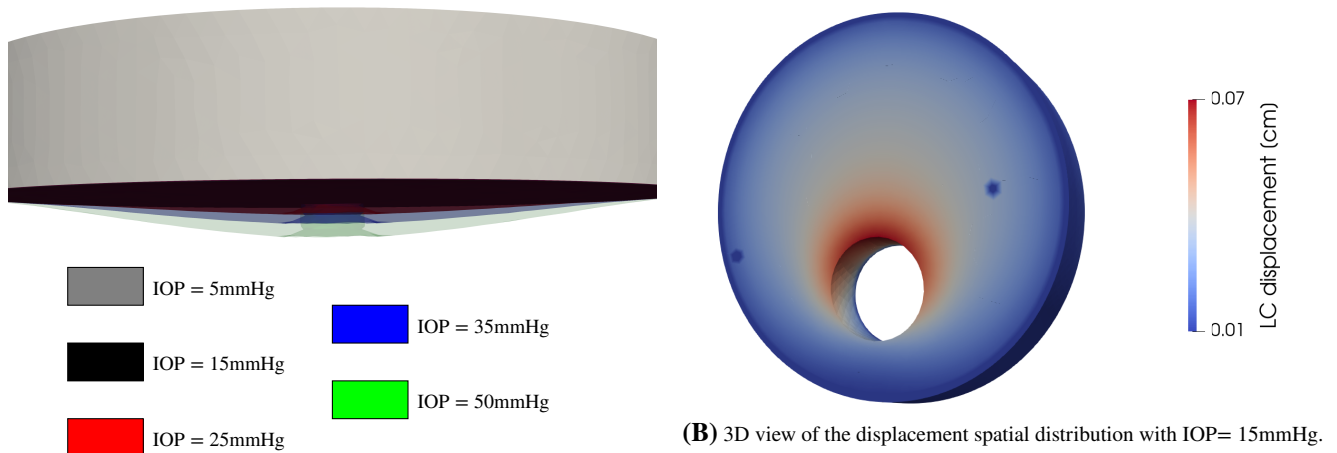 IOP = 5mmHg
IOP = 15mmHg
IOP = 25mmHg
IOP = 35mmHg
IOP = 50mmHg
0.07
0.01
LC displacement (cm)
(B) 3D view of the displacement spatial distribution with IOP= 15mmHg.